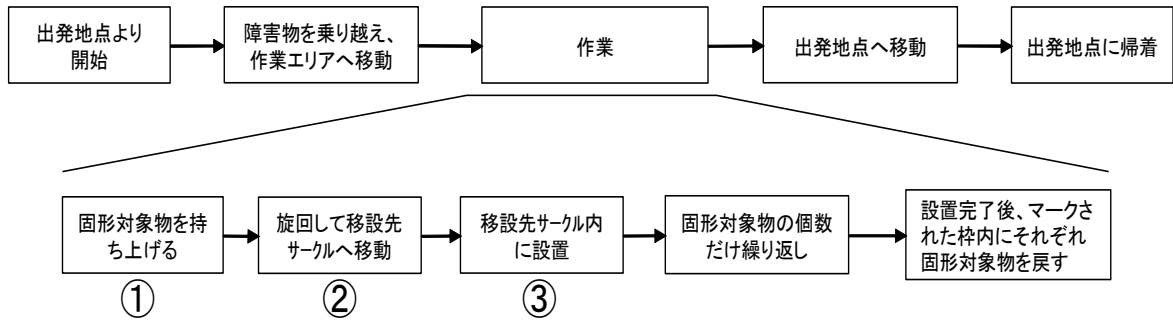 出発地点より
開始
障害物を乗り越え、
作業エリアへ移動
作業
出発地点へ移動
出発地点に帰着
固形対象物を持
ち上げる
旋回して移設先
サークルへ移動
移設先サークル内
に設置
固形対象物の個数
だけ繰り返し
設置完了後、マークさ
れた枠内にそれぞれ
固形対象物を戻す
①
②
③